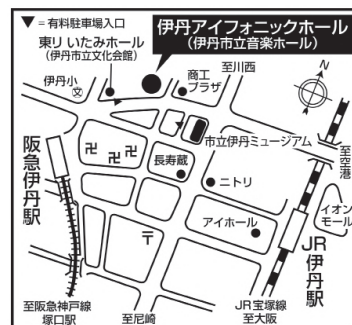 ▼=有料駐車場入口
伊丹アイフォニックホール
(伊丹市立音楽ホール)
東リ いたみホール
(伊丹市立文化会館)
至川西
N
伊丹小
文
商工
プラザ
市立伊丹ミュージアム
至空港
阪急伊丹駅
卍 卍 卍
長寿蔵
ニトリ
イオン
モール
アイホール
JR伊丹駅
〒
至阪急神戸線
塚口駅
至尼崎
JR宝塚線
至大阪